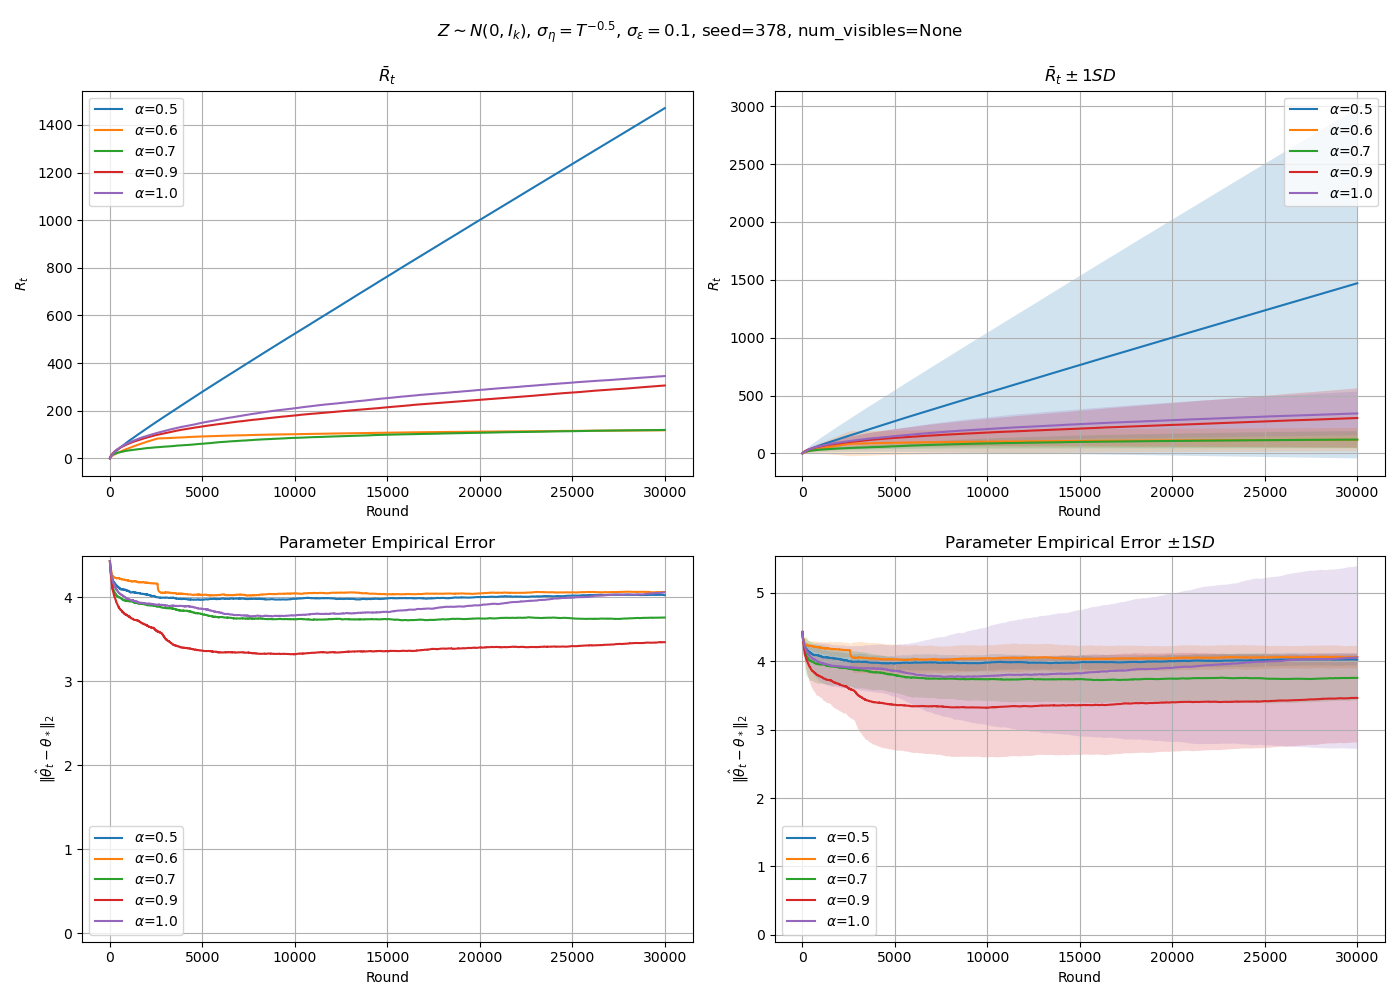 Z ∼ N(0, I_k), σ_η = T^{−0.5}, σ_ε = 0.1, seed=378, num_visibles=None
R̄_t
R_t
1400
1200
1000
800
600
400
200
0
α=0.5
α=0.6
α=0.7
α=0.9
α=1.0
0 5000 10000 15000 20000 25000 30000
Round
R̄_t ± 1SD
R_t
3000
2500
2000
1500
1000
500
0
α=0.5
α=0.6
α=0.7
α=0.9
α=1.0
0 5000 10000 15000 20000 25000 30000
Round
Parameter Empirical Error
‖θ̂_t − θ_*‖_2
4
3
2
1
0
α=0.5
α=0.6
α=0.7
α=0.9
α=1.0
0 5000 10000 15000 20000 25000 30000
Round
Parameter Empirical Error ±1SD
‖θ̂_t − θ_*‖_2
5
4
3
2
1
0
α=0.5
α=0.6
α=0.7
α=0.9
α=1.0
0 5000 10000 15000 20000 25000 30000
Round